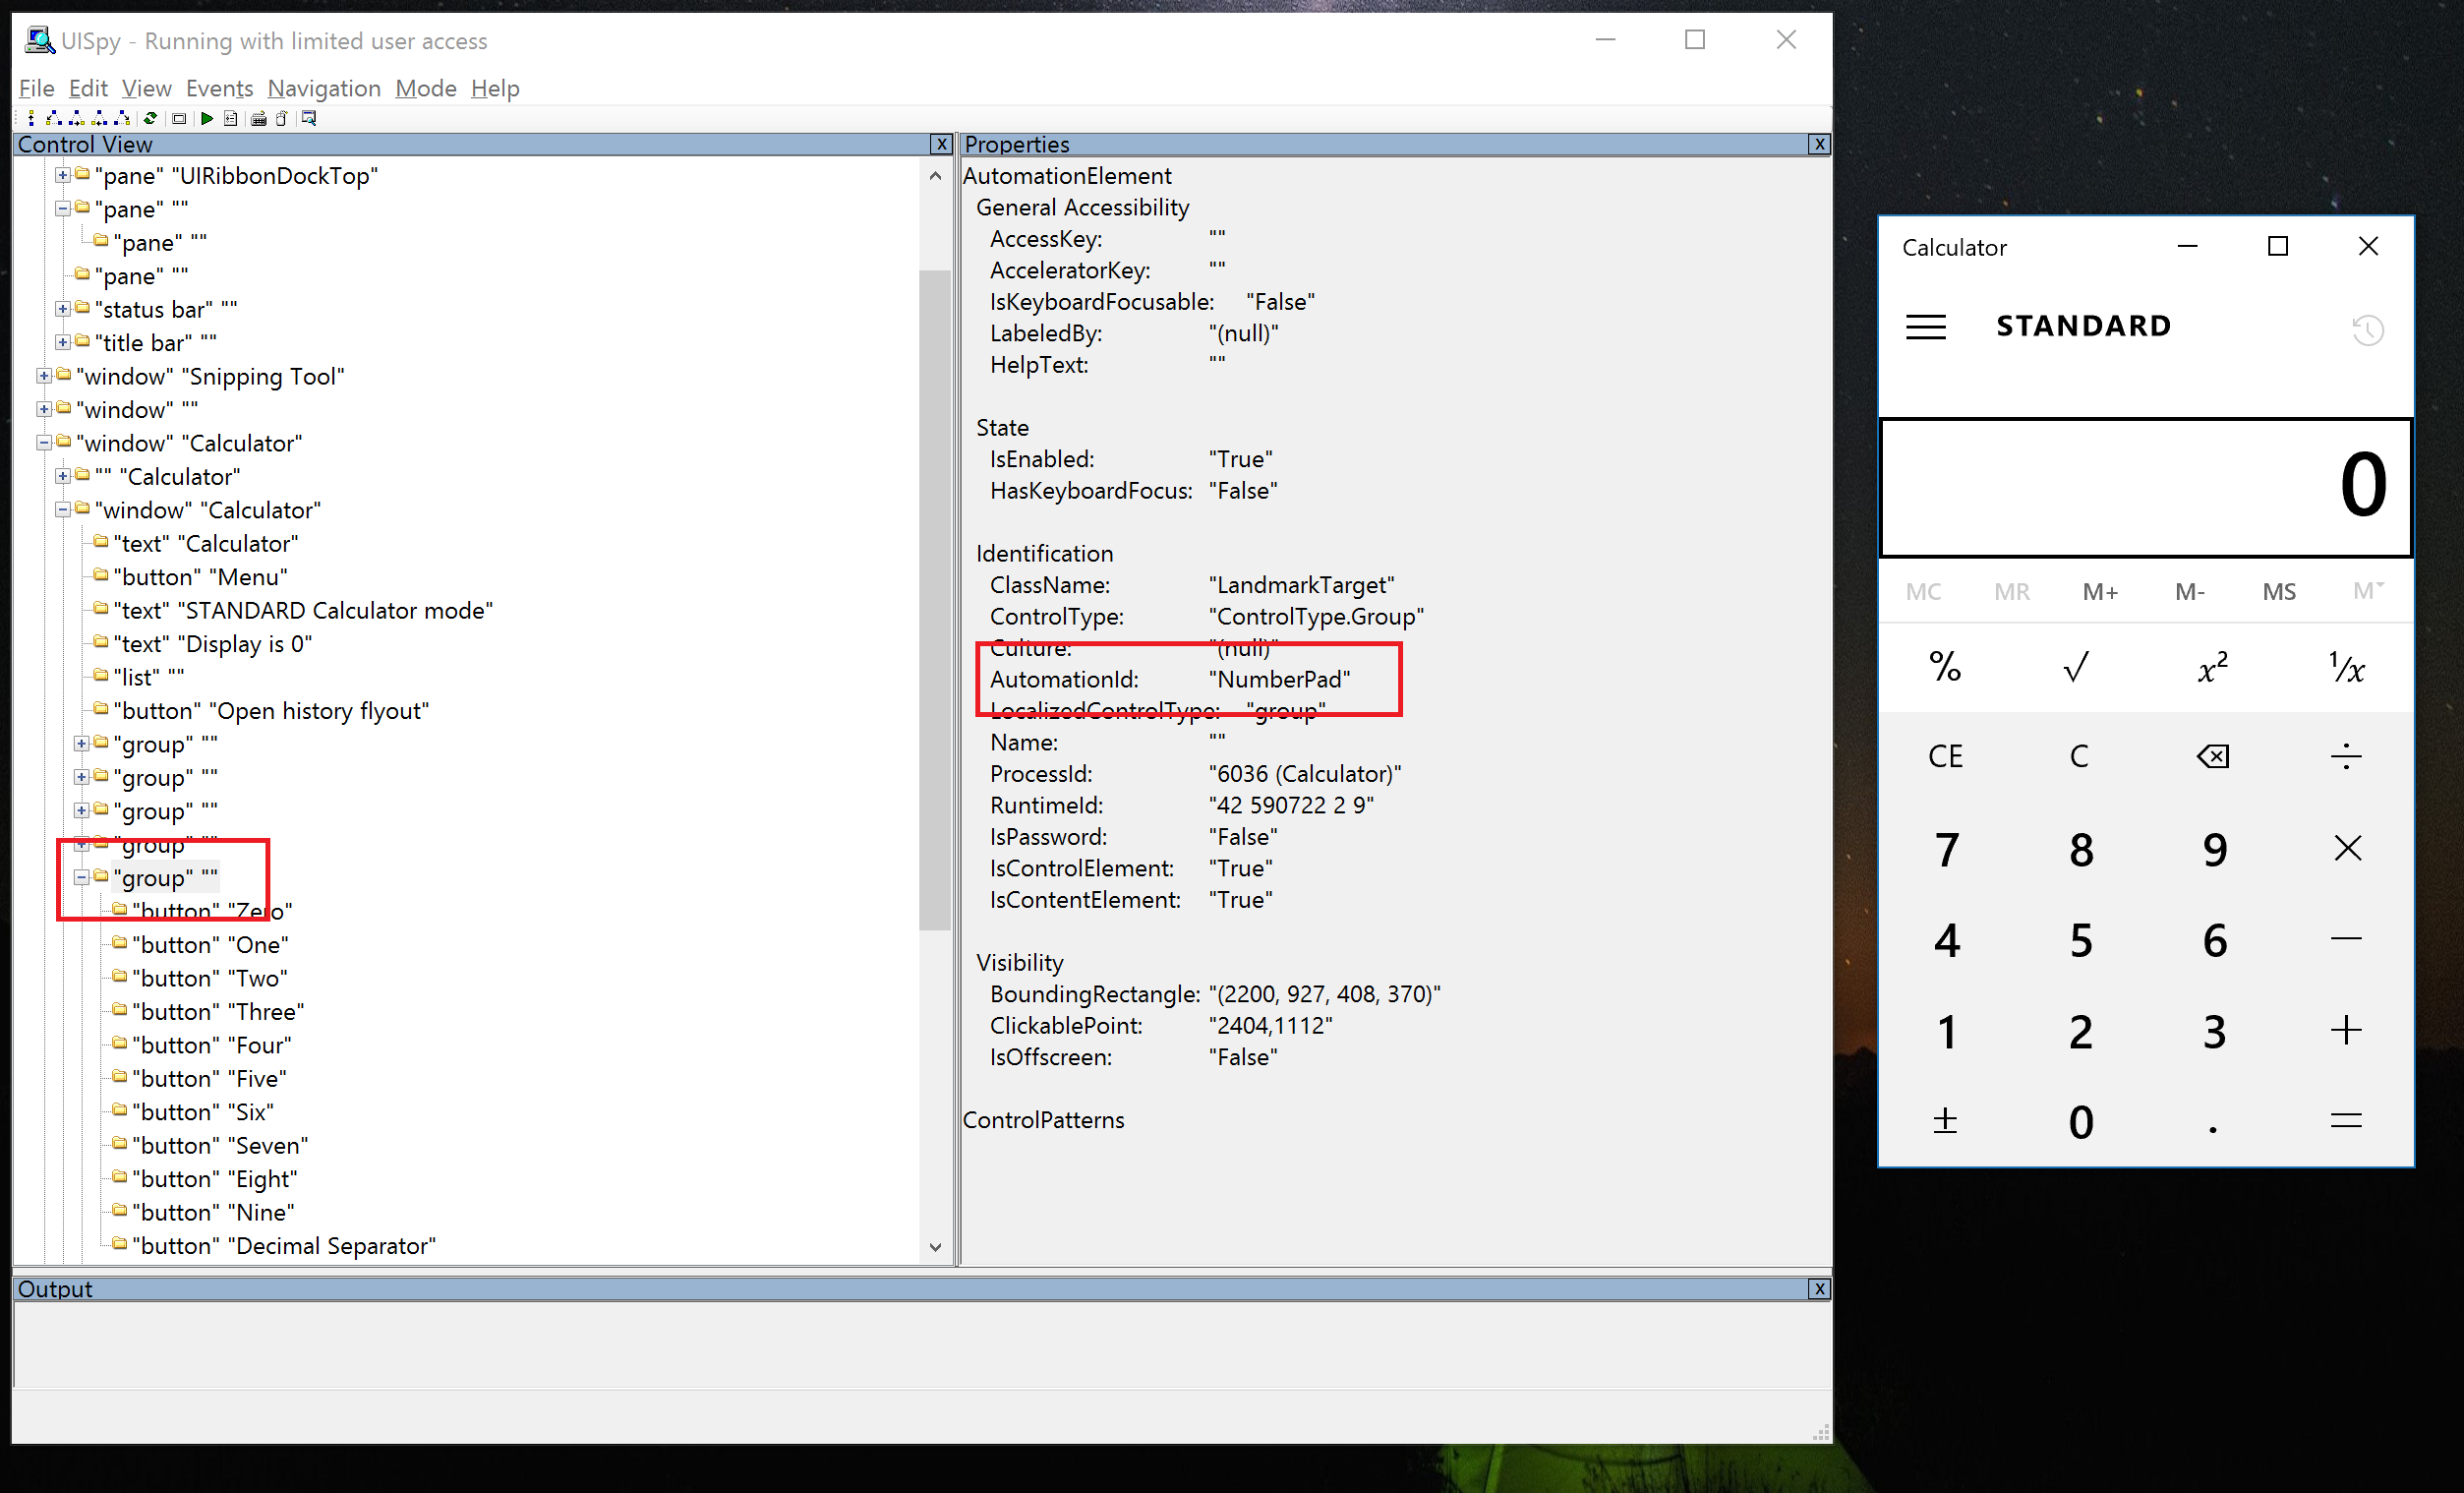 UISpy - Running with limited user access
File Edit View Events Navigation Mode Help
Control View
"pane" "UIRibbonDockTop"
"pane" ""
"pane" ""
"pane" ""
"status bar" ""
"title bar" ""
"window" "Snipping Tool"
"window" ""
"window" "Calculator"
"" "Calculator"
"window" "Calculator"
"text" "Calculator"
"button" "Menu"
"text" "STANDARD Calculator mode"
"text" "Display is 0"
"list" ""
"button" "Open history flyout"
"group" ""
"group" ""
"group" ""
"group" ""
"group" ""
"button" "Zero"
"button" "One"
"button" "Two"
"button" "Three"
"button" "Four"
"button" "Five"
"button" "Six"
"button" "Seven"
"button" "Eight"
"button" "Nine"
"button" "Decimal Separator"
Properties
AutomationElement
General Accessibility
AccessKey: ""
AcceleratorKey: ""
IsKeyboardFocusable: "False"
LabeledBy: "(null)"
HelpText: ""
State
IsEnabled: "True"
HasKeyboardFocus: "False"
Identification
ClassName: "LandmarkTarget"
ControlType: "ControlType.Group"
Culture: "(null)"
AutomationId: "NumberPad"
LocalizedControlType: "group"
Name: ""
ProcessId: "6036 (Calculator)"
RuntimeId: "42 590722 2 9"
IsPassword: "False"
IsControlElement: "True"
IsContentElement: "True"
Visibility
BoundingRectangle: "(2200, 927, 408, 370)"
ClickablePoint: "2404,1112"
IsOffscreen: "False"
ControlPatterns
Output
Calculator
STANDARD
0
MC MR M+ M- MS M
% √ x² ¹/x
CE C ÷
7 8 9 ×
4 5 6 −
1 2 3 +
± 0 . =